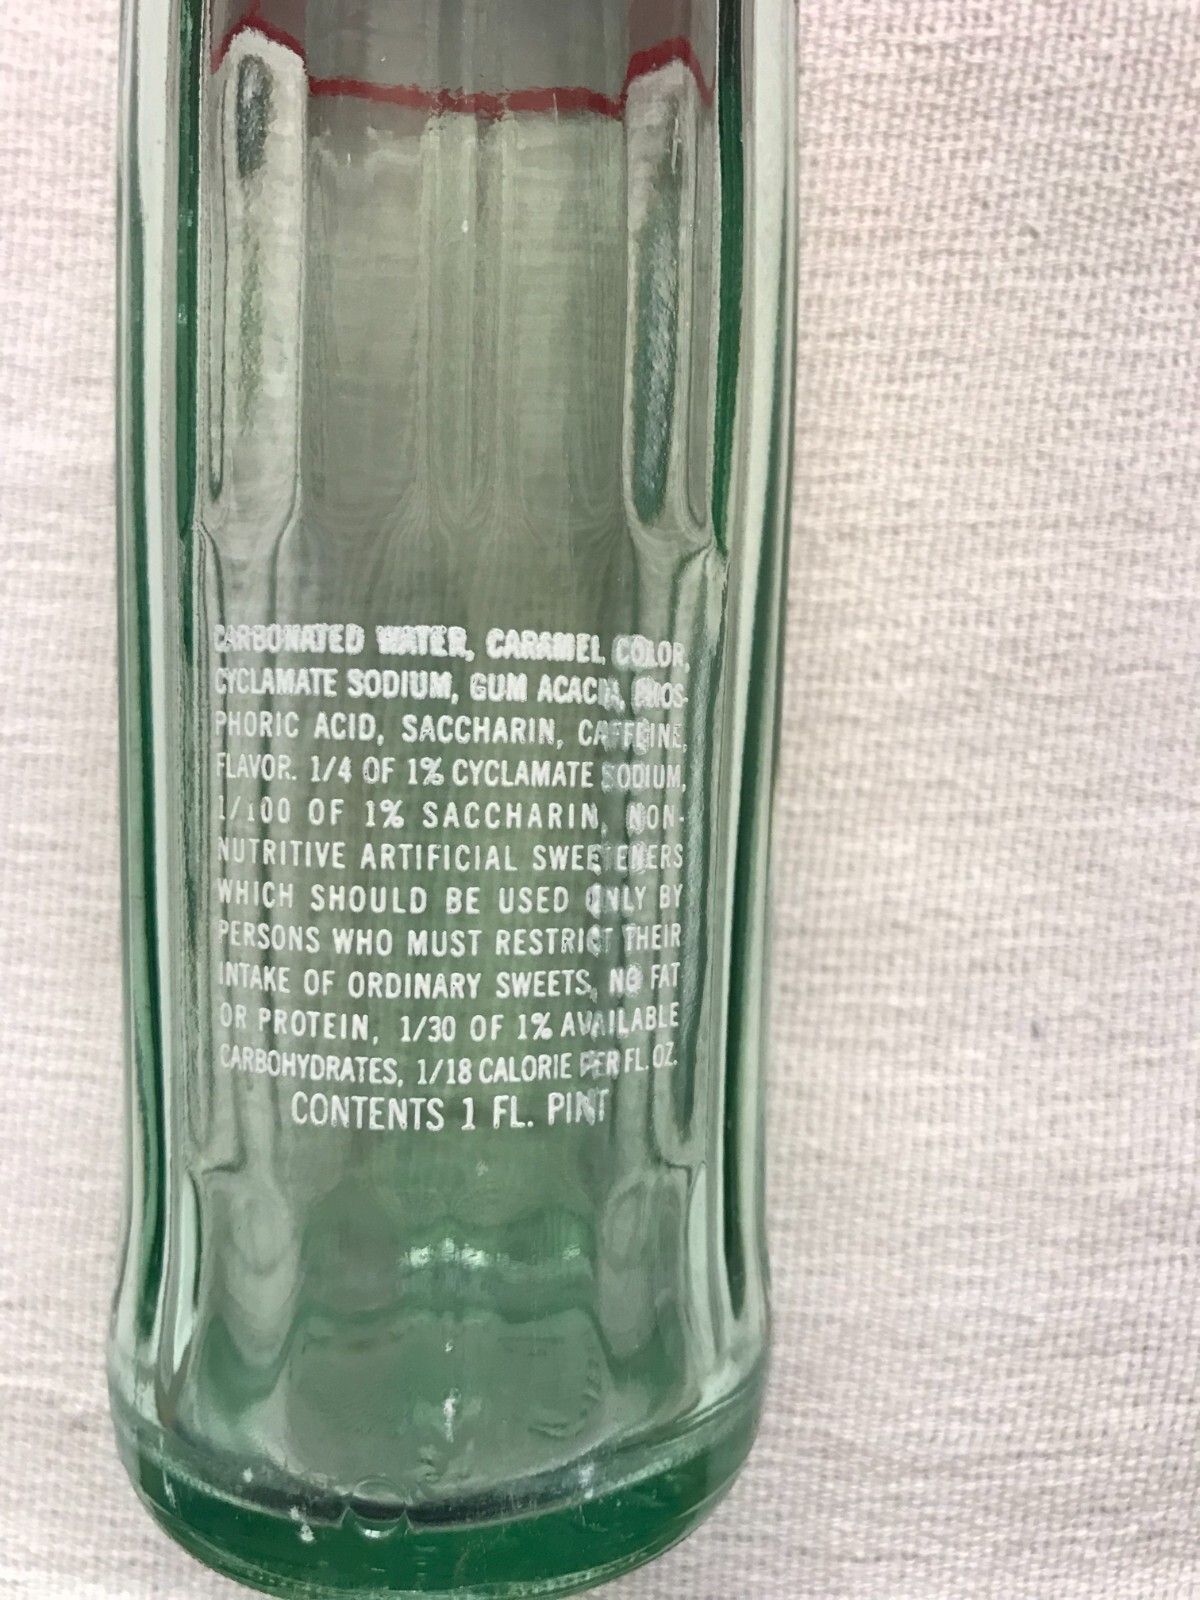 CARBONATED WATER, CARAMEL COLOR,
CYCLAMATE SODIUM, GUM ACACIA, PHOS-
PHORIC ACID, SACCHARIN, CAFFEINE,
FLAVOR. 1/4 OF 1% CYCLAMATE SODIUM,
1/100 OF 1% SACCHARIN, NON-
NUTRITIVE ARTIFICIAL SWEETENERS
WHICH SHOULD BE USED ONLY BY
PERSONS WHO MUST RESTRICT THEIR
INTAKE OF ORDINARY SWEETS, NO FAT
OR PROTEIN, 1/30 OF 1% AVAILABLE
CARBOHYDRATES, 1/18 CALORIE PER FL. OZ.
CONTENTS 1 FL. PINT